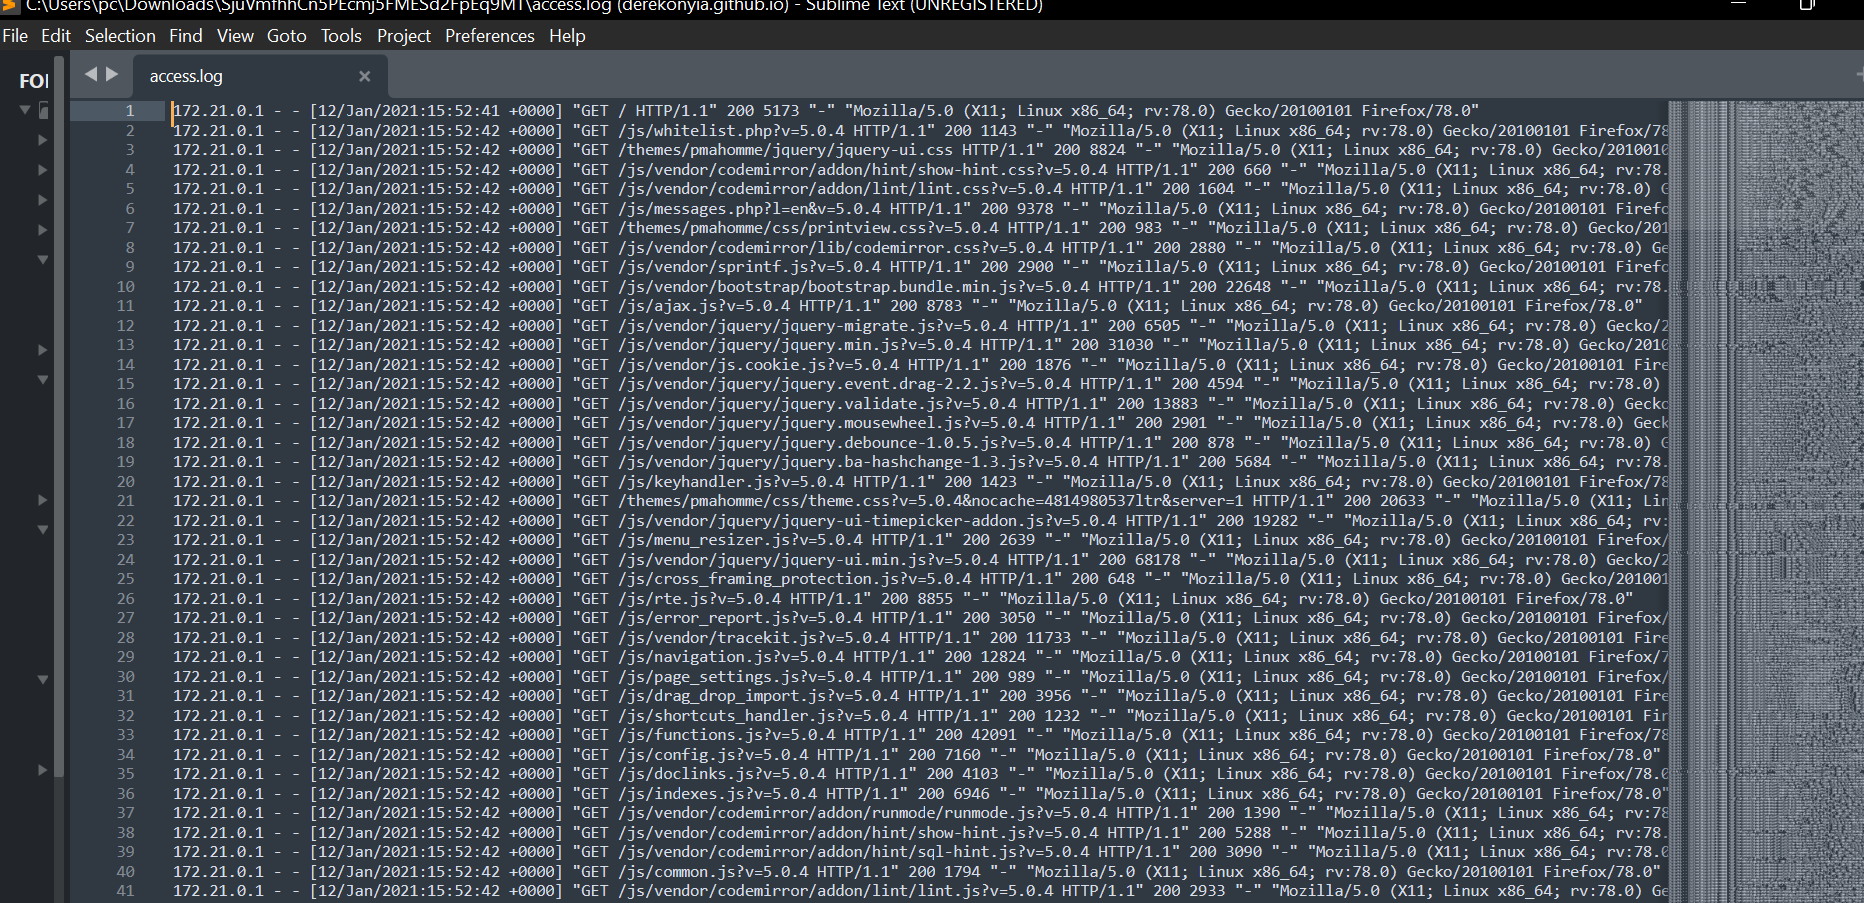 C:\Users\pc\Downloads\SjuVmfhhCn5PEcmj5FMESd2FpEq9MT\access.log (derekonyia.github.io) - Sublime Text (UNREGISTERED)
File Edit Selection Find View Goto Tools Project Preferences Help
FOI
access.log
1 172.21.0.1 - - [12/Jan/2021:15:52:41 +0000] "GET / HTTP/1.1" 200 5173 "-" "Mozilla/5.0 (X11; Linux x86_64; rv:78.0) Gecko/20100101 Firefox/78.0"
2 172.21.0.1 - - [12/Jan/2021:15:52:42 +0000] "GET /js/whitelist.php?v=5.0.4 HTTP/1.1" 200 1143 "-" "Mozilla/5.0 (X11; Linux x86_64; rv:78.0) Gecko/20100101 Firefox/78
3 172.21.0.1 - - [12/Jan/2021:15:52:42 +0000] "GET /themes/pmahomme/jquery/jquery-ui.css HTTP/1.1" 200 8824 "-" "Mozilla/5.0 (X11; Linux x86_64; rv:78.0) Gecko/2010010
4 172.21.0.1 - - [12/Jan/2021:15:52:42 +0000] "GET /js/vendor/codemirror/addon/hint/show-hint.css?v=5.0.4 HTTP/1.1" 200 660 "-" "Mozilla/5.0 (X11; Linux x86_64; rv:78.
5 172.21.0.1 - - [12/Jan/2021:15:52:42 +0000] "GET /js/vendor/codemirror/addon/lint/lint.css?v=5.0.4 HTTP/1.1" 200 1604 "-" "Mozilla/5.0 (X11; Linux x86_64; rv:78.0) G
6 172.21.0.1 - - [12/Jan/2021:15:52:42 +0000] "GET /js/messages.php?l=en&v=5.0.4 HTTP/1.1" 200 9378 "-" "Mozilla/5.0 (X11; Linux x86_64; rv:78.0) Gecko/20100101 Firefo
7 172.21.0.1 - - [12/Jan/2021:15:52:42 +0000] "GET /themes/pmahomme/css/printview.css?v=5.0.4 HTTP/1.1" 200 983 "-" "Mozilla/5.0 (X11; Linux x86_64; rv:78.0) Gecko/201
8 172.21.0.1 - - [12/Jan/2021:15:52:42 +0000] "GET /js/vendor/codemirror/lib/codemirror.css?v=5.0.4 HTTP/1.1" 200 2880 "-" "Mozilla/5.0 (X11; Linux x86_64; rv:78.0) Ge
9 172.21.0.1 - - [12/Jan/2021:15:52:42 +0000] "GET /js/vendor/sprintf.js?v=5.0.4 HTTP/1.1" 200 2900 "-" "Mozilla/5.0 (X11; Linux x86_64; rv:78.0) Gecko/20100101 Firefo
10 172.21.0.1 - - [12/Jan/2021:15:52:42 +0000] "GET /js/vendor/bootstrap/bootstrap.bundle.min.js?v=5.0.4 HTTP/1.1" 200 22648 "-" "Mozilla/5.0 (X11; Linux x86_64; rv:78.
11 172.21.0.1 - - [12/Jan/2021:15:52:42 +0000] "GET /js/ajax.js?v=5.0.4 HTTP/1.1" 200 8783 "-" "Mozilla/5.0 (X11; Linux x86_64; rv:78.0) Gecko/20100101 Firefox/78.0"
12 172.21.0.1 - - [12/Jan/2021:15:52:42 +0000] "GET /js/vendor/jquery/jquery-migrate.js?v=5.0.4 HTTP/1.1" 200 6505 "-" "Mozilla/5.0 (X11; Linux x86_64; rv:78.0) Gecko/2
13 172.21.0.1 - - [12/Jan/2021:15:52:42 +0000] "GET /js/vendor/jquery/jquery.min.js?v=5.0.4 HTTP/1.1" 200 31030 "-" "Mozilla/5.0 (X11; Linux x86_64; rv:78.0) Gecko/2010
14 172.21.0.1 - - [12/Jan/2021:15:52:42 +0000] "GET /js/vendor/js.cookie.js?v=5.0.4 HTTP/1.1" 200 1876 "-" "Mozilla/5.0 (X11; Linux x86_64; rv:78.0) Gecko/20100101 Fire
15 172.21.0.1 - - [12/Jan/2021:15:52:42 +0000] "GET /js/vendor/jquery/jquery.event.drag-2.2.js?v=5.0.4 HTTP/1.1" 200 4594 "-" "Mozilla/5.0 (X11; Linux x86_64; rv:78.0)
16 172.21.0.1 - - [12/Jan/2021:15:52:42 +0000] "GET /js/vendor/jquery/jquery.validate.js?v=5.0.4 HTTP/1.1" 200 13883 "-" "Mozilla/5.0 (X11; Linux x86_64; rv:78.0) Gecko
17 172.21.0.1 - - [12/Jan/2021:15:52:42 +0000] "GET /js/vendor/jquery/jquery.mousewheel.js?v=5.0.4 HTTP/1.1" 200 2901 "-" "Mozilla/5.0 (X11; Linux x86_64; rv:78.0) Geck
18 172.21.0.1 - - [12/Jan/2021:15:52:42 +0000] "GET /js/vendor/jquery/jquery.debounce-1.0.5.js?v=5.0.4 HTTP/1.1" 200 878 "-" "Mozilla/5.0 (X11; Linux x86_64; rv:78.0) G
19 172.21.0.1 - - [12/Jan/2021:15:52:42 +0000] "GET /js/vendor/jquery/jquery.ba-hashchange-1.3.js?v=5.0.4 HTTP/1.1" 200 5684 "-" "Mozilla/5.0 (X11; Linux x86_64; rv:78.
20 172.21.0.1 - - [12/Jan/2021:15:52:42 +0000] "GET /js/keyhandler.js?v=5.0.4 HTTP/1.1" 200 1423 "-" "Mozilla/5.0 (X11; Linux x86_64; rv:78.0) Gecko/20100101 Firefox/78
21 172.21.0.1 - - [12/Jan/2021:15:52:42 +0000] "GET /themes/pmahomme/css/theme.css?v=5.0.4&nocache=4814980537ltr&server=1 HTTP/1.1" 200 20633 "-" "Mozilla/5.0 (X11; Lin
22 172.21.0.1 - - [12/Jan/2021:15:52:42 +0000] "GET /js/vendor/jquery/jquery-ui-timepicker-addon.js?v=5.0.4 HTTP/1.1" 200 19282 "-" "Mozilla/5.0 (X11; Linux x86_64; rv:
23 172.21.0.1 - - [12/Jan/2021:15:52:42 +0000] "GET /js/menu_resizer.js?v=5.0.4 HTTP/1.1" 200 2639 "-" "Mozilla/5.0 (X11; Linux x86_64; rv:78.0) Gecko/20100101 Firefox/
24 172.21.0.1 - - [12/Jan/2021:15:52:42 +0000] "GET /js/vendor/jquery/jquery-ui.min.js?v=5.0.4 HTTP/1.1" 200 68178 "-" "Mozilla/5.0 (X11; Linux x86_64; rv:78.0) Gecko/2
25 172.21.0.1 - - [12/Jan/2021:15:52:42 +0000] "GET /js/cross_framing_protection.js?v=5.0.4 HTTP/1.1" 200 648 "-" "Mozilla/5.0 (X11; Linux x86_64; rv:78.0) Gecko/201001
26 172.21.0.1 - - [12/Jan/2021:15:52:42 +0000] "GET /js/rte.js?v=5.0.4 HTTP/1.1" 200 8855 "-" "Mozilla/5.0 (X11; Linux x86_64; rv:78.0) Gecko/20100101 Firefox/78.0"
27 172.21.0.1 - - [12/Jan/2021:15:52:42 +0000] "GET /js/error_report.js?v=5.0.4 HTTP/1.1" 200 3050 "-" "Mozilla/5.0 (X11; Linux x86_64; rv:78.0) Gecko/20100101 Firefox/
28 172.21.0.1 - - [12/Jan/2021:15:52:42 +0000] "GET /js/vendor/tracekit.js?v=5.0.4 HTTP/1.1" 200 11733 "-" "Mozilla/5.0 (X11; Linux x86_64; rv:78.0) Gecko/20100101 Fire
29 172.21.0.1 - - [12/Jan/2021:15:52:42 +0000] "GET /js/navigation.js?v=5.0.4 HTTP/1.1" 200 12824 "-" "Mozilla/5.0 (X11; Linux x86_64; rv:78.0) Gecko/20100101 Firefox/7
30 172.21.0.1 - - [12/Jan/2021:15:52:42 +0000] "GET /js/page_settings.js?v=5.0.4 HTTP/1.1" 200 989 "-" "Mozilla/5.0 (X11; Linux x86_64; rv:78.0) Gecko/20100101 Firefox/
31 172.21.0.1 - - [12/Jan/2021:15:52:42 +0000] "GET /js/drag_drop_import.js?v=5.0.4 HTTP/1.1" 200 3956 "-" "Mozilla/5.0 (X11; Linux x86_64; rv:78.0) Gecko/20100101 Fire
32 172.21.0.1 - - [12/Jan/2021:15:52:42 +0000] "GET /js/shortcuts_handler.js?v=5.0.4 HTTP/1.1" 200 1232 "-" "Mozilla/5.0 (X11; Linux x86_64; rv:78.0) Gecko/20100101 Fir
33 172.21.0.1 - - [12/Jan/2021:15:52:42 +0000] "GET /js/functions.js?v=5.0.4 HTTP/1.1" 200 42091 "-" "Mozilla/5.0 (X11; Linux x86_64; rv:78.0) Gecko/20100101 Firefox/78
34 172.21.0.1 - - [12/Jan/2021:15:52:42 +0000] "GET /js/config.js?v=5.0.4 HTTP/1.1" 200 7160 "-" "Mozilla/5.0 (X11; Linux x86_64; rv:78.0) Gecko/20100101 Firefox/78.0"
35 172.21.0.1 - - [12/Jan/2021:15:52:42 +0000] "GET /js/doclinks.js?v=5.0.4 HTTP/1.1" 200 4103 "-" "Mozilla/5.0 (X11; Linux x86_64; rv:78.0) Gecko/20100101 Firefox/78.0
36 172.21.0.1 - - [12/Jan/2021:15:52:42 +0000] "GET /js/indexes.js?v=5.0.4 HTTP/1.1" 200 6946 "-" "Mozilla/5.0 (X11; Linux x86_64; rv:78.0) Gecko/20100101 Firefox/78.0"
37 172.21.0.1 - - [12/Jan/2021:15:52:42 +0000] "GET /js/vendor/codemirror/addon/runmode/runmode.js?v=5.0.4 HTTP/1.1" 200 1390 "-" "Mozilla/5.0 (X11; Linux x86_64; rv:78
38 172.21.0.1 - - [12/Jan/2021:15:52:42 +0000] "GET /js/vendor/codemirror/addon/hint/show-hint.js?v=5.0.4 HTTP/1.1" 200 5288 "-" "Mozilla/5.0 (X11; Linux x86_64; rv:78.
39 172.21.0.1 - - [12/Jan/2021:15:52:42 +0000] "GET /js/vendor/codemirror/addon/hint/sql-hint.js?v=5.0.4 HTTP/1.1" 200 3090 "-" "Mozilla/5.0 (X11; Linux x86_64; rv:78.0
40 172.21.0.1 - - [12/Jan/2021:15:52:42 +0000] "GET /js/common.js?v=5.0.4 HTTP/1.1" 200 1794 "-" "Mozilla/5.0 (X11; Linux x86_64; rv:78.0) Gecko/20100101 Firefox/78.0"
41 172.21.0.1 - - [12/Jan/2021:15:52:42 +0000] "GET /js/vendor/codemirror/addon/lint/lint.js?v=5.0.4 HTTP/1.1" 200 2933 "-" "Mozilla/5.0 (X11; Linux x86_64; rv:78.0) Ge